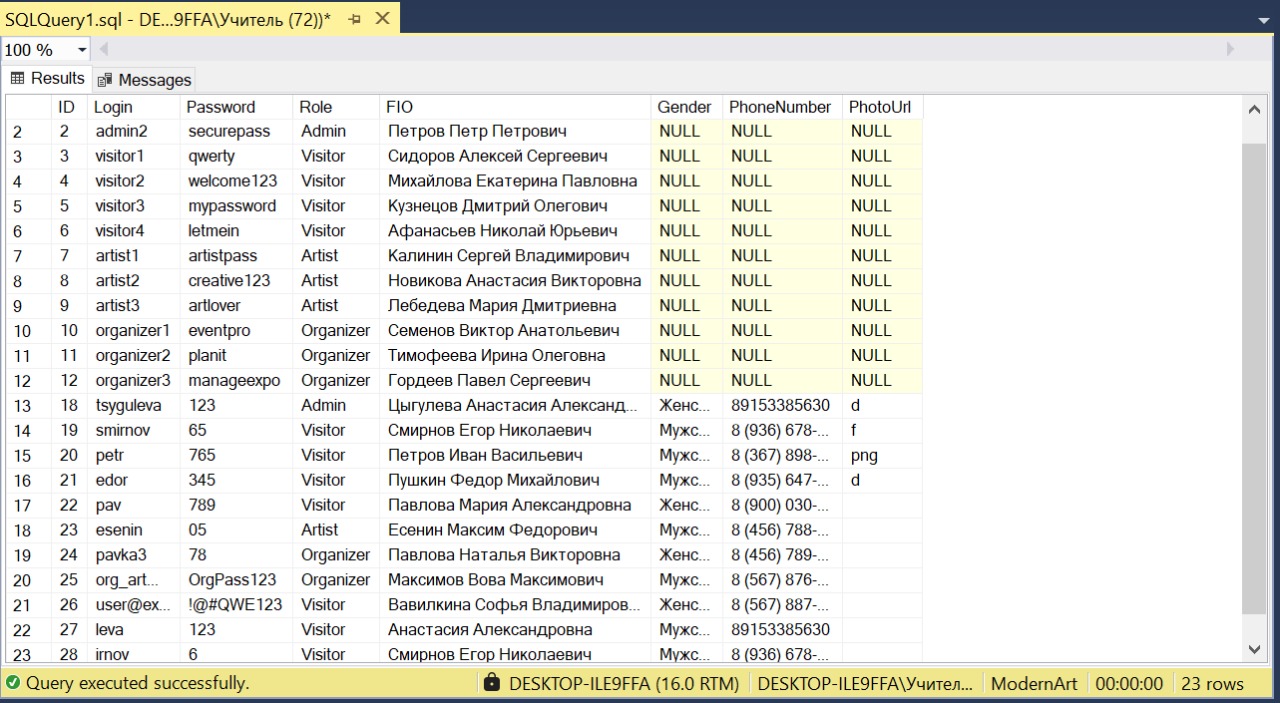 SQLQuery1.sql - DE...9FFA\Учитель (72))*
100 %
Results Messages
ID Login Password Role FIO Gender PhoneNumber PhotoUrl
2 2 admin2 securepass Admin Петров Петр Петрович NULL NULL NULL
3 3 visitor1 qwerty Visitor Сидоров Алексей Сергеевич NULL NULL NULL
4 4 visitor2 welcome123 Visitor Михайлова Екатерина Павловна NULL NULL NULL
5 5 visitor3 mypassword Visitor Кузнецов Дмитрий Олегович NULL NULL NULL
6 6 visitor4 letmein Visitor Афанасьев Николай Юрьевич NULL NULL NULL
7 7 artist1 artistpass Artist Калинин Сергей Владимирович NULL NULL NULL
8 8 artist2 creative123 Artist Новикова Анастасия Викторовна NULL NULL NULL
9 9 artist3 artlover Artist Лебедева Мария Дмитриевна NULL NULL NULL
10 10 organizer1 eventpro Organizer Семенов Виктор Анатольевич NULL NULL NULL
11 11 organizer2 planit Organizer Тимофеева Ирина Олеговна NULL NULL NULL
12 12 organizer3 manageexpo Organizer Гордеев Павел Сергеевич NULL NULL NULL
13 18 tsyguleva 123 Admin Цыгулева Анастасия Александ... Женс... 89153385630 d
14 19 smirnov 65 Visitor Смирнов Егор Николаевич Мужс... 8 (936) 678-... f
15 20 petr 765 Visitor Петров Иван Васильевич Мужс... 8 (367) 898-... png
16 21 edor 345 Visitor Пушкин Федор Михайлович Мужс... 8 (935) 647-... d
17 22 pav 789 Visitor Павлова Мария Александровна Женс... 8 (900) 030-...
18 23 esenin 05 Artist Есенин Максим Федорович Мужс... 8 (456) 788-...
19 24 pavka3 78 Organizer Павлова Наталья Викторовна Женс... 8 (456) 789-...
20 25 org_art... OrgPass123 Organizer Максимов Вова Максимович Мужс... 8 (567) 876-...
21 26 user@ex... !@#QWE123 Visitor Вавилкина Софья Владимиров... Женс... 8 (567) 887-...
22 27 leva 123 Visitor Анастасия Александровна Мужс... 89153385630
23 28 irnov 6 Visitor Смирнов Егор Николаевич Мужс... 8 (936) 678-...
Query executed successfully. DESKTOP-ILE9FFA (16.0 RTM) DESKTOP-ILE9FFA\Учител... ModernArt 00:00:00 23 rows